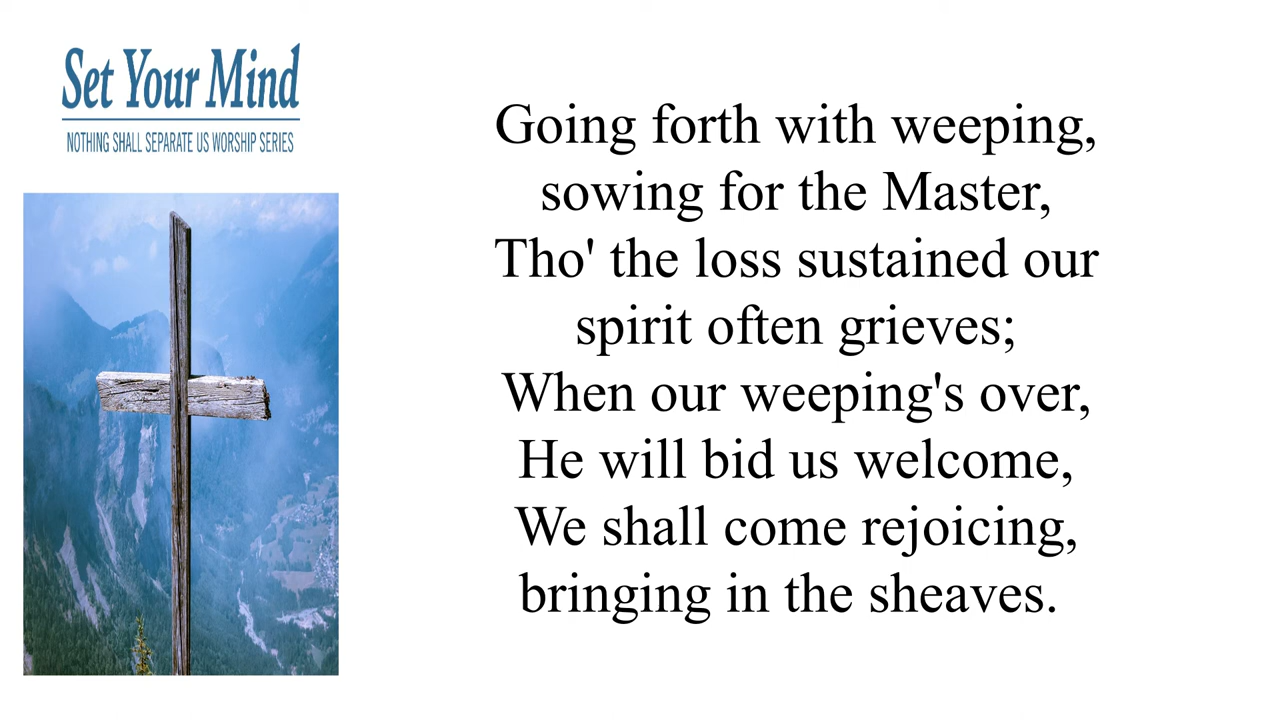 Set Your Mind
NOTHING SHALL SEPARATE US WORSHIP SERIES
Going forth with weeping,
sowing for the Master,
Tho' the loss sustained our
spirit often grieves;
When our weeping's over,
He will bid us welcome,
We shall come rejoicing,
bringing in the sheaves.